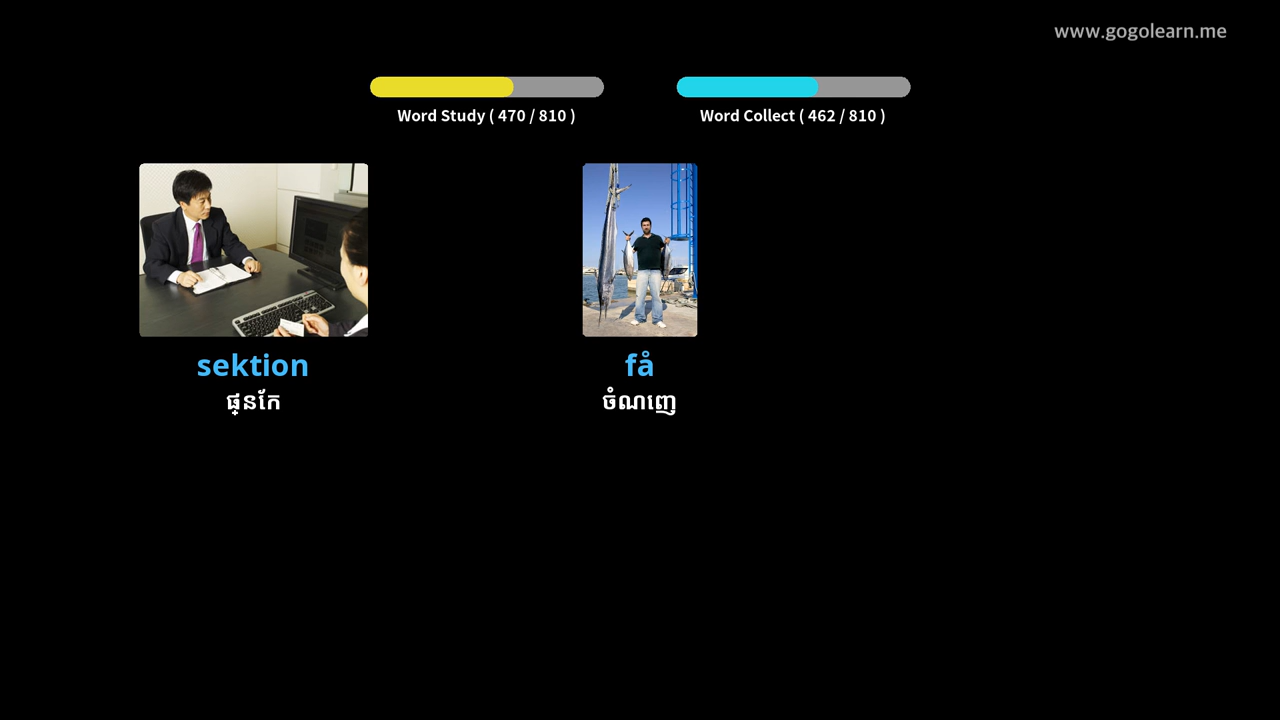 www.gogolearn.me
Word Study ( 470 / 810 )
Word Collect ( 462 / 810 )
sektion
ផ្នែក
få
ចំណេញ